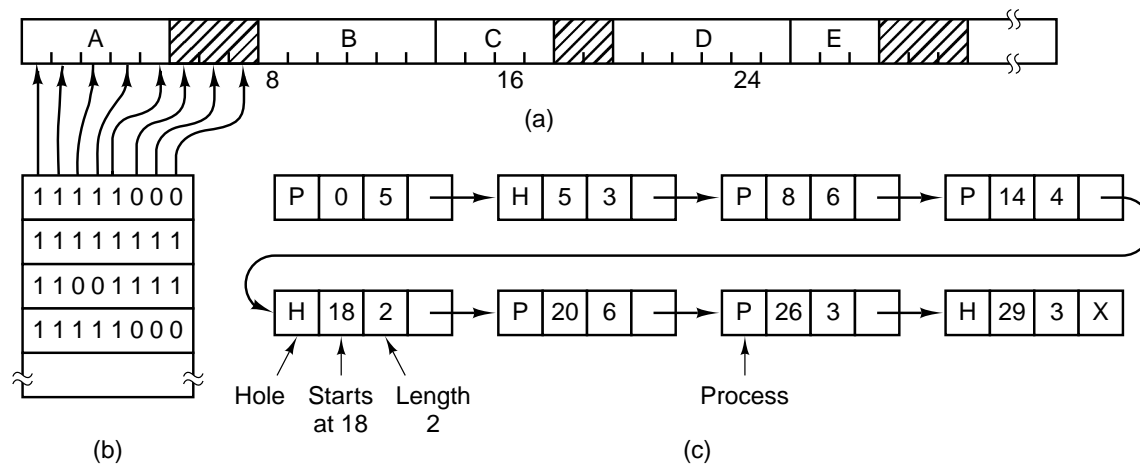 A B C D E
8 16 24
(a)
1 1 1 1 1 0 0 0
1 1 1 1 1 1 1 1
1 1 0 0 1 1 1 1
1 1 1 1 1 0 0 0
(b)
P 0 5 H 5 3 P 8 6 P 14 4
H 18 2 P 20 6 P 26 3 H 29 3 X
Hole Starts Length Process
at 18 2
(c)